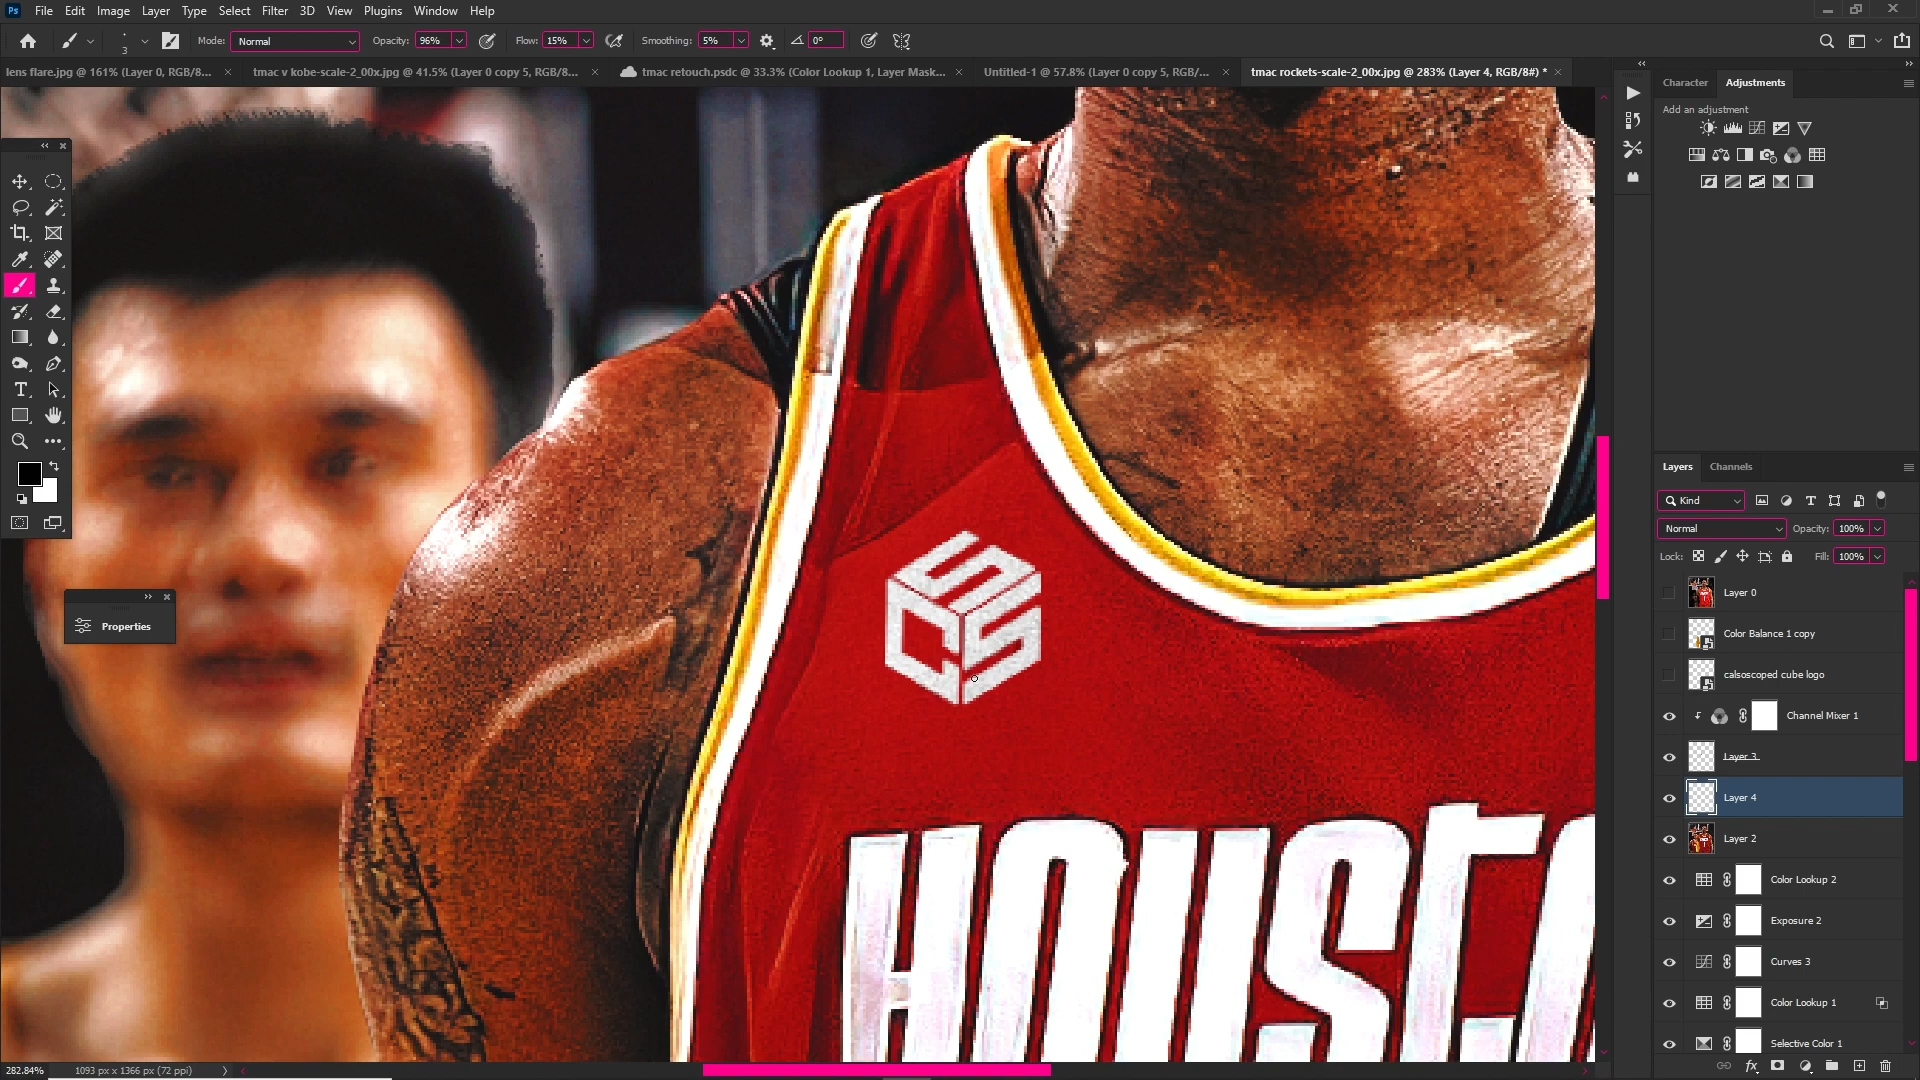 Ps File Edit Image Layer Type Select Filter 3D View Plugins Window Help
3 Mode: Normal Opacity: 96% Flow: 15% Smoothing: 5% 0°
lens flare.jpg @ 161% (Layer 0, RGB/8... × tmac v kobe-scale-2_00x.jpg @ 41.5% (Layer 0 copy 5, RGB/8... × tmac retouch.psdc @ 33.3% (Color Lookup 1, Layer Mask... × Untitled-1 @ 57.8% (Layer 0 copy 5, RGB/... × tmac rockets-scale-2_00x.jpg @ 283% (Layer 4, RGB/8#) * ×
Character Adjustments
Add an adjustment
Layers Channels
Kind
Normal Opacity: 100%
Lock: Fill: 100%
Layer 0
Color Balance 1 copy
calsoscoped cube logo
Channel Mixer 1
Layer 3
Layer 4
Layer 2
Color Lookup 2
Exposure 2
Curves 3
Color Lookup 1
Selective Color 1
Properties
SCS
HOUSTO
282.84% 1093 px x 1366 px (72 ppi)